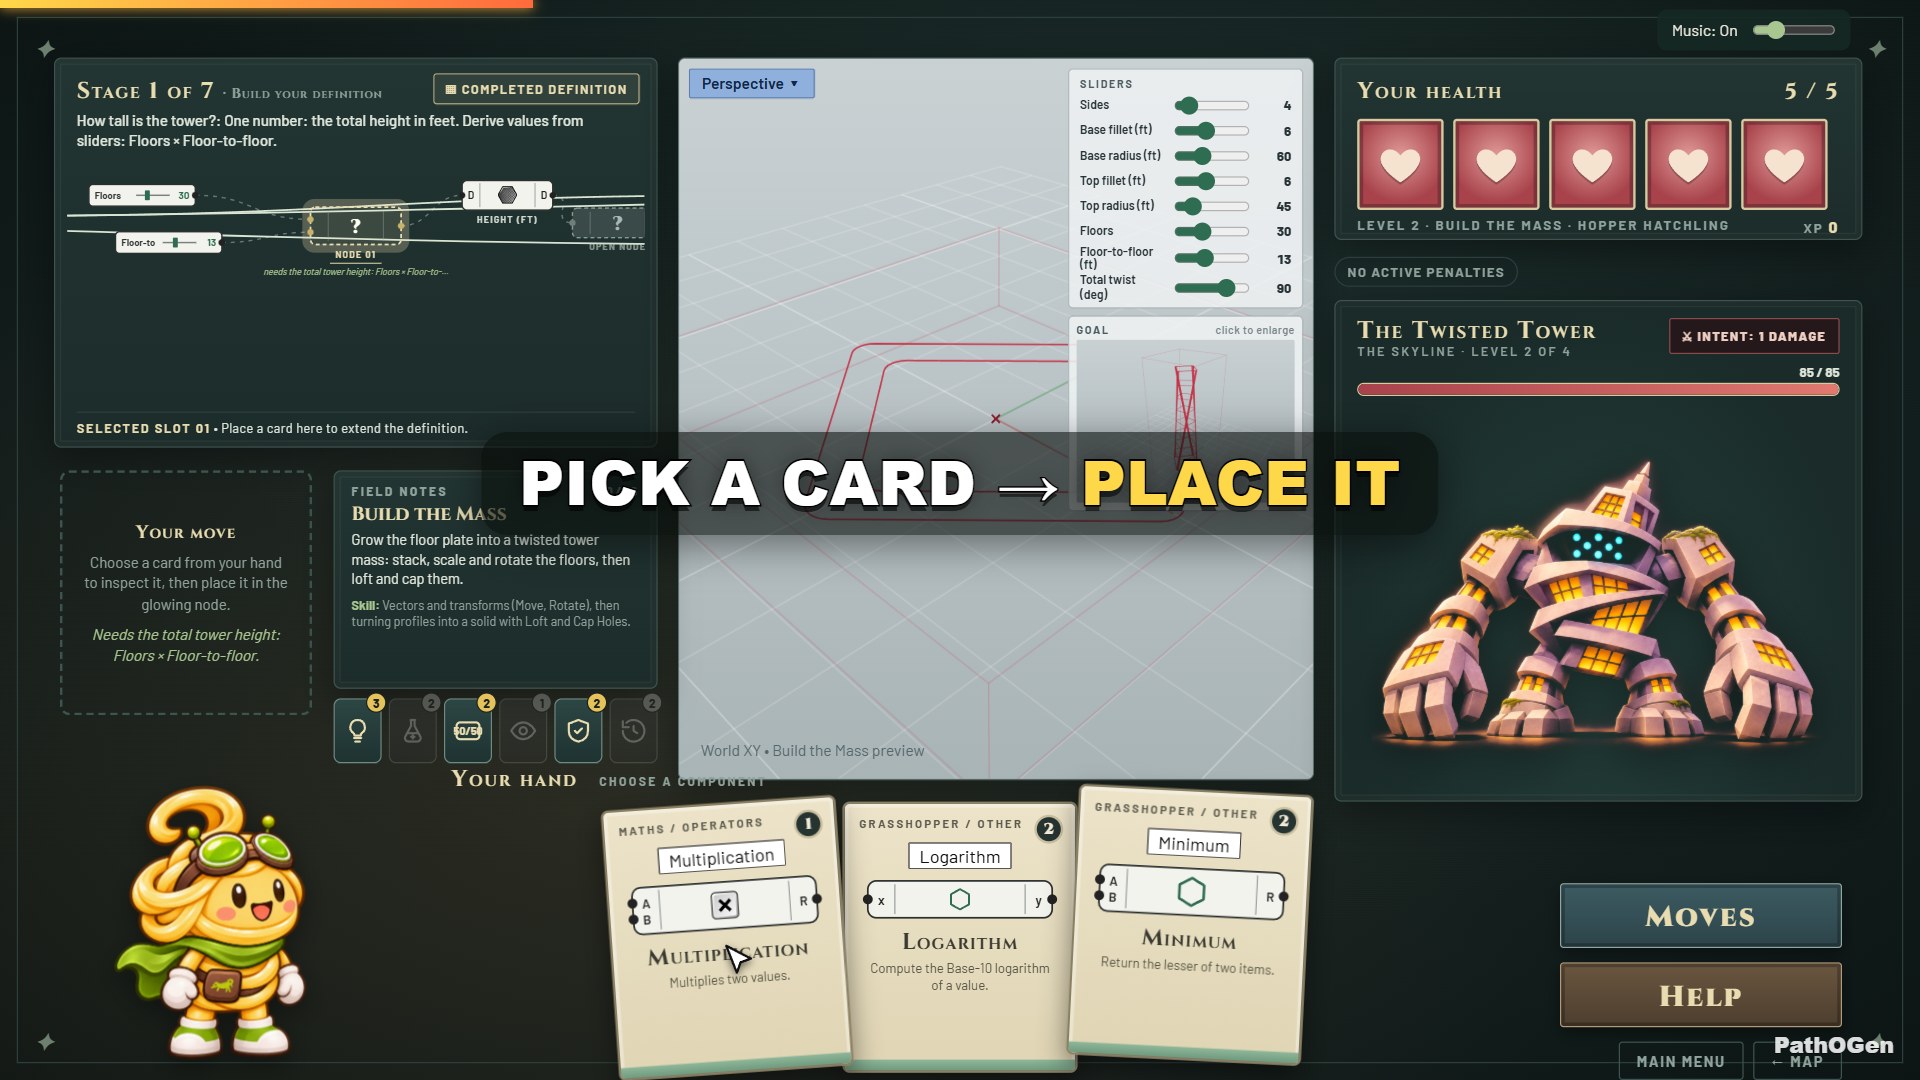 Music: On
STAGE 1 OF 7 · BUILD YOUR DEFINITION
COMPLETED DEFINITION
How tall is the tower?: One number: the total height in feet. Derive values from
sliders: Floors × Floor-to-floor.
Floors 30
Floor-to 13
?
NODE 01
needs the total tower height: Floors × Floor-to-...
D D
HEIGHT (FT)
?
OPEN NODE
SELECTED SLOT 01 • Place a card here to extend the definition.
Perspective ▼
SLIDERS
Sides 4
Base fillet (ft) 6
Base radius (ft) 60
Top fillet (ft) 6
Top radius (ft) 45
Floors 30
Floor-to-floor
(ft) 13
Total twist
(deg) 90
GOAL click to enlarge
World XY • Build the Mass preview
YOUR HEALTH 5 / 5
LEVEL 2 · BUILD THE MASS · HOPPER HATCHLING
XP 0
NO ACTIVE PENALTIES
THE TWISTED TOWER
THE SKYLINE · LEVEL 2 OF 4
INTENT: 1 DAMAGE
85 / 85
PICK A CARD → PLACE IT
YOUR MOVE
Choose a card from your hand
to inspect it, then place it in the
glowing node.
Needs the total tower height:
Floors × Floor-to-floor.
FIELD NOTES
BUILD THE MASS
Grow the floor plate into a twisted tower
mass: stack, scale and rotate the floors, then
loft and cap them.
Skill: Vectors and transforms (Move, Rotate), then
turning profiles into a solid with Loft and Cap Holes.
3 2 2 1 2 2
50/50
YOUR HAND CHOOSE A COMPONENT
MATHS / OPERATORS 1
Multiplication
A
B
R
MULTIPLICATION
Multiplies two values.
GRASSHOPPER / OTHER 2
Logarithm
x y
LOGARITHM
Compute the Base-10 logarithm
of a value.
GRASSHOPPER / OTHER 2
Minimum
A
B
R
MINIMUM
Return the lesser of two items.
MOVES
HELP
MAIN MENU
← MAP
PathOGen